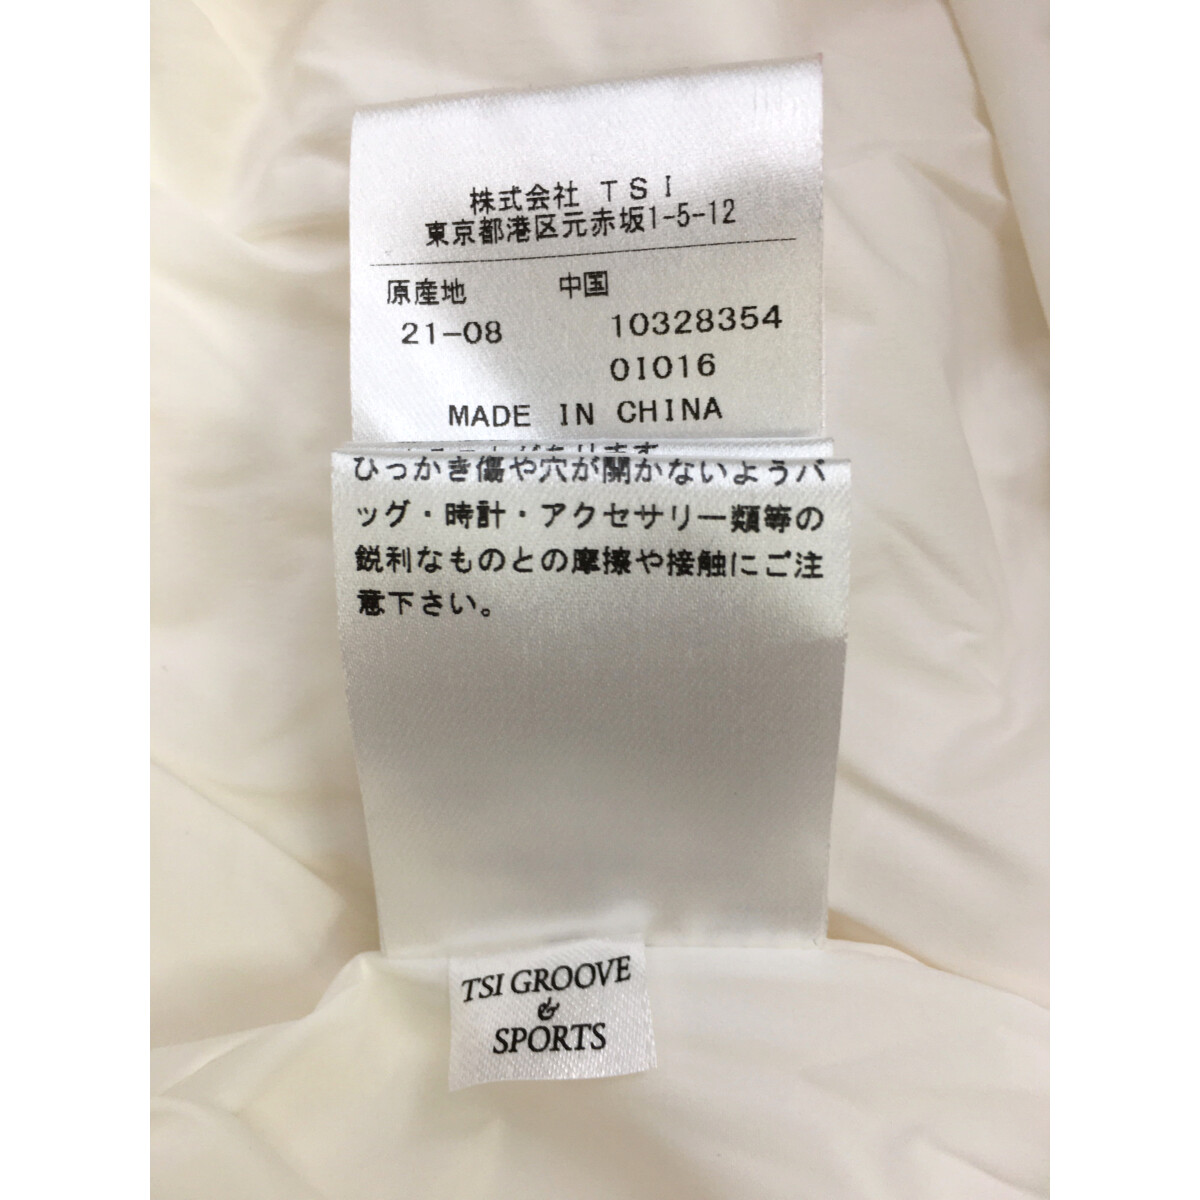 株式会社 TSI
東京都港区元赤坂1-5-12
原産地 中国
21-08 10328354
01016
MADE IN CHINA
ひっかき傷や穴が開かないようバ
ッグ・時計・アクセサリー類等の
鋭利なものとの摩擦や接触にご注
意下さい。
TSI GROOVE
&
SPORTS